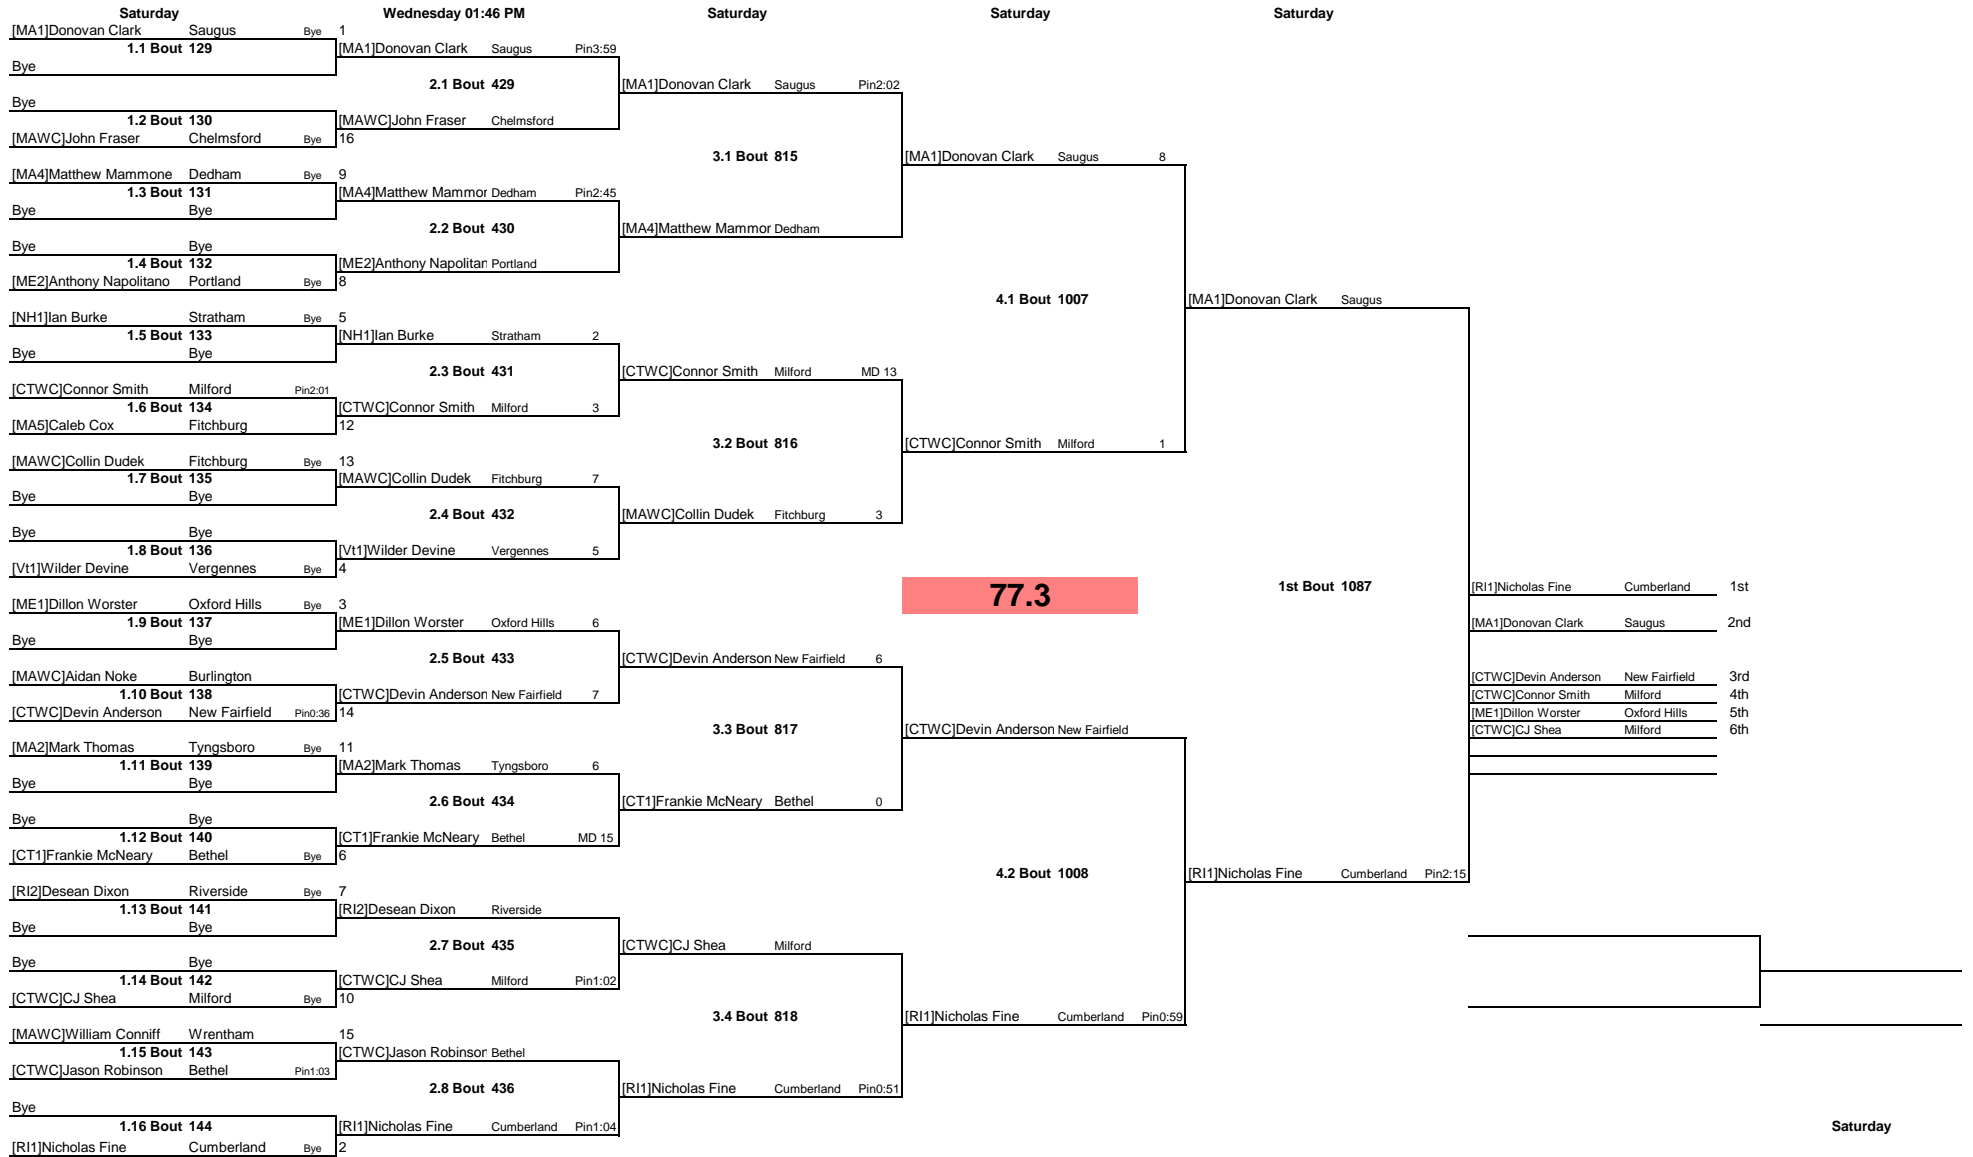 Saturday Wednesday 01:46 PM Saturday Saturday Saturday
[MA1]Donovan Clark Saugus Bye 1
1.1 Bout 129
Bye
Bye
1.2 Bout 130
[MAWC]John Fraser Chelmsford Bye 16
[MA4]Matthew Mammone Dedham Bye 9
1.3 Bout 131
Bye Bye
Bye Bye
1.4 Bout 132
[ME2]Anthony Napolitano Portland Bye 8
[NH1]Ian Burke Stratham Bye 5
1.5 Bout 133
Bye Bye
[CTWC]Connor Smith Milford Pin2:01
1.6 Bout 134
[MA5]Caleb Cox Fitchburg 12
[MAWC]Collin Dudek Fitchburg Bye 13
1.7 Bout 135
Bye Bye
Bye Bye
1.8 Bout 136
[Vt1]Wilder Devine Vergennes Bye 4
[ME1]Dillon Worster Oxford Hills Bye 3
1.9 Bout 137
Bye Bye
[MAWC]Aidan Noke Burlington
1.10 Bout 138
[CTWC]Devin Anderson New Fairfield Pin0:36 14
[MA2]Mark Thomas Tyngsboro Bye 11
1.11 Bout 139
Bye Bye
Bye Bye
1.12 Bout 140
[CT1]Frankie McNeary Bethel Bye 6
[RI2]Desean Dixon Riverside Bye 7
1.13 Bout 141
Bye Bye
Bye Bye
1.14 Bout 142
[CTWC]CJ Shea Milford Bye 10
[MAWC]William Conniff Wrentham 15
1.15 Bout 143
[CTWC]Jason Robinson Bethel Pin1:03
Bye
1.16 Bout 144
[RI1]Nicholas Fine Cumberland Bye 2
[MA1]Donovan Clark Saugus Pin3:59
2.1 Bout 429
[MAWC]John Fraser Chelmsford
[MA4]Matthew Mammor Dedham Pin2:45
2.2 Bout 430
[ME2]Anthony Napolitan Portland
[NH1]Ian Burke Stratham 2
2.3 Bout 431
[CTWC]Connor Smith Milford 3
[MAWC]Collin Dudek Fitchburg 7
2.4 Bout 432
[Vt1]Wilder Devine Vergennes 5
[ME1]Dillon Worster Oxford Hills 6
2.5 Bout 433
[CTWC]Devin Anderson New Fairfield 7
[MA2]Mark Thomas Tyngsboro 6
2.6 Bout 434
[CT1]Frankie McNeary Bethel MD 15
[RI2]Desean Dixon Riverside
2.7 Bout 435
[CTWC]CJ Shea Milford Pin1:02
[CTWC]Jason Robinson Bethel
2.8 Bout 436
[RI1]Nicholas Fine Cumberland Pin1:04
[MA1]Donovan Clark Saugus Pin2:02
3.1 Bout 815
[MA4]Matthew Mammor Dedham
[CTWC]Connor Smith Milford MD 13
3.2 Bout 816
[MAWC]Collin Dudek Fitchburg 3
[CTWC]Devin Anderson New Fairfield 6
3.3 Bout 817
[CT1]Frankie McNeary Bethel 0
[CTWC]CJ Shea Milford
3.4 Bout 818
[RI1]Nicholas Fine Cumberland Pin0:51
[MA1]Donovan Clark Saugus 8
4.1 Bout 1007
[CTWC]Connor Smith Milford 1
77.3
[CTWC]Devin Anderson New Fairfield
4.2 Bout 1008
[RI1]Nicholas Fine Cumberland Pin0:59
[MA1]Donovan Clark Saugus
1st Bout 1087
[RI1]Nicholas Fine Cumberland Pin2:15
[RI1]Nicholas Fine Cumberland 1st
[MA1]Donovan Clark Saugus 2nd
[CTWC]Devin Anderson New Fairfield 3rd
[CTWC]Connor Smith Milford 4th
[ME1]Dillon Worster Oxford Hills 5th
[CTWC]CJ Shea Milford 6th
Saturday